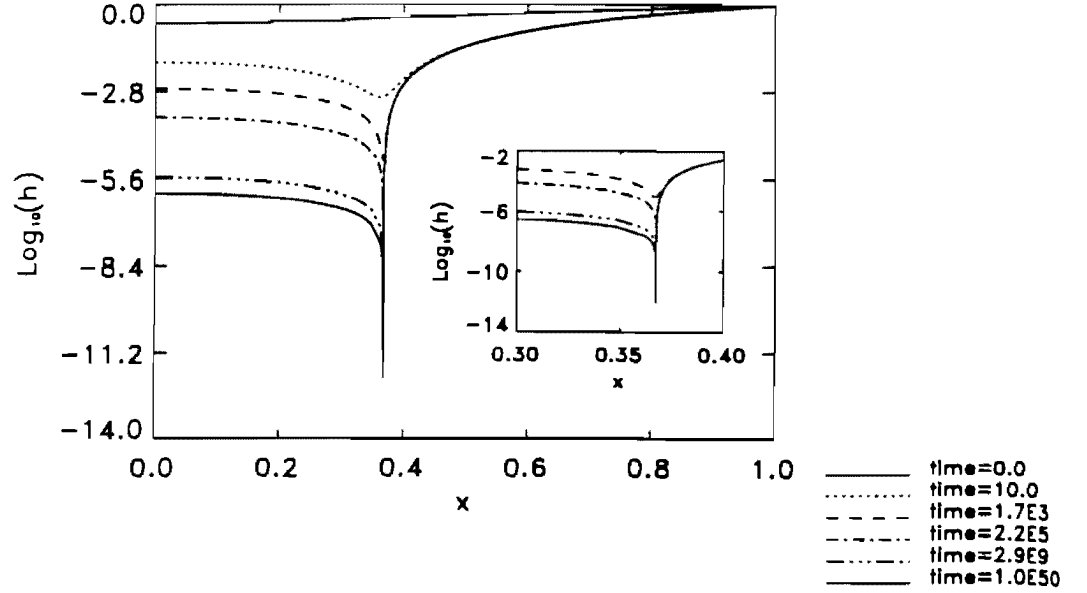 0.0
-2.8
-5.6
-8.4
-11.2
-14.0
Log₁₀(h)
0.0 0.2 0.4 0.6 0.8 1.0
x
-2
-6
-10
-14
Log₁₀(h)
0.30 0.35 0.40
x
time=0.0
time=10.0
time=1.7E3
time=2.2E5
time=2.9E9
time=1.0E50